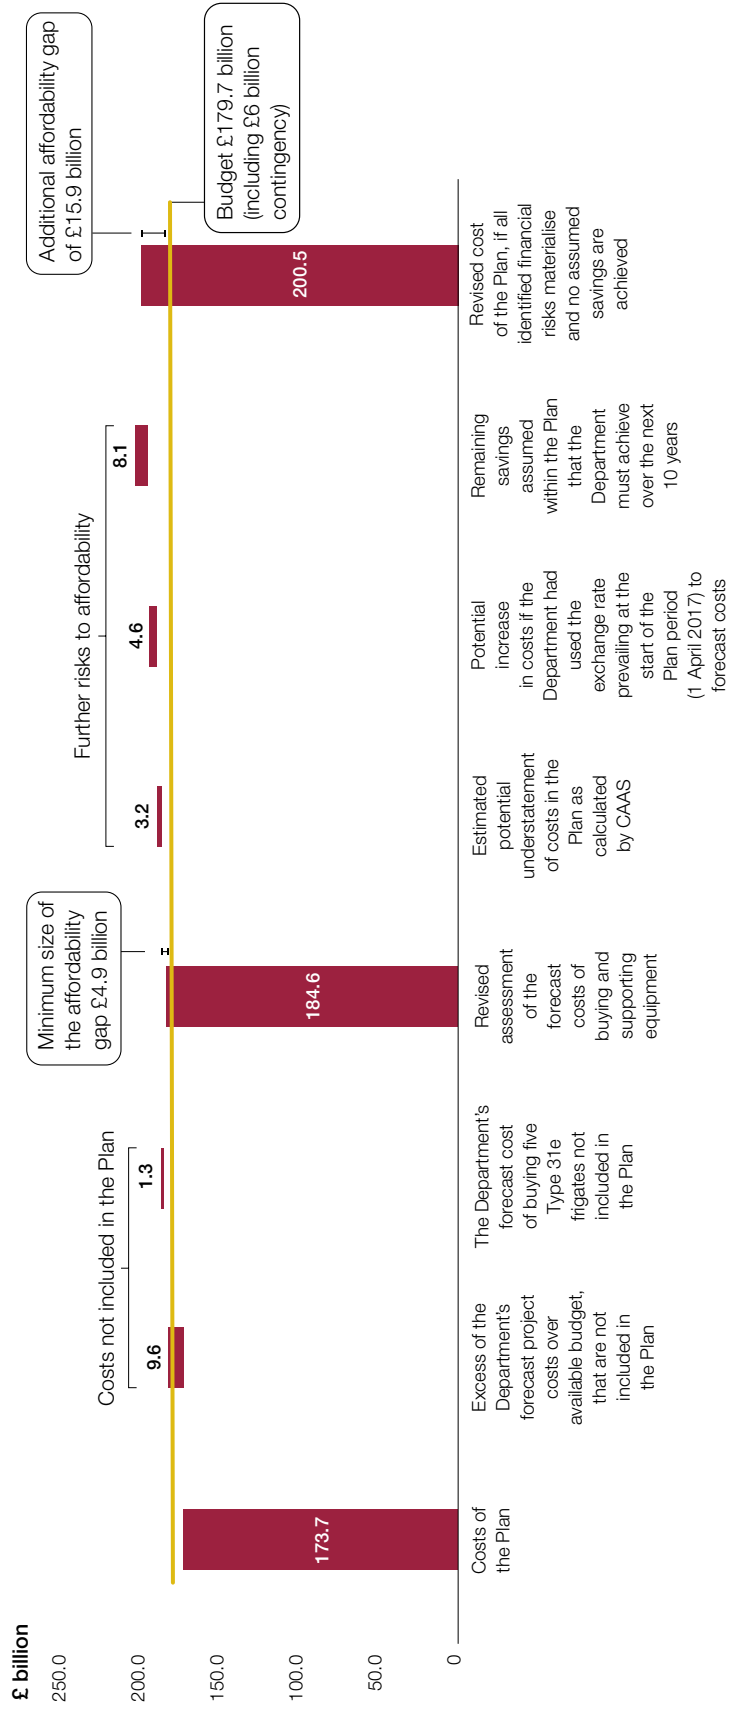 £ billion
250.0
200.0
150.0
100.0
50.0
0
Costs not included in the Plan
Minimum size of
the affordability
gap £4.9 billion
Further risks to affordability
Additional affordability gap
of £15.9 billion
Budget £179.7 billion
(including £6 billion
contingency)
173.7
9.6
1.3
184.6
3.2
4.6
8.1
200.5
Costs of
the Plan
Excess of the
Department’s
forecast project
costs over
available budget,
that are not
included in
the Plan
The Department’s
forecast cost
of buying five
Type 31e
frigates not
included in
the Plan
Revised
assessment
of the
forecast
costs of
buying and
supporting
equipment
Estimated
potential
understatement
of costs in the
Plan as
calculated
by CAAS
Potential
increase
in costs if the
Department had
used the
exchange rate
prevailing at the
start of the
Plan period
(1 April 2017) to
forecast costs
Remaining
savings
assumed
within the Plan
that the
Department
must achieve
over the next
10 years
Revised cost
of the Plan, if all
identified financial
risks materialise
and no assumed
savings are
achieved